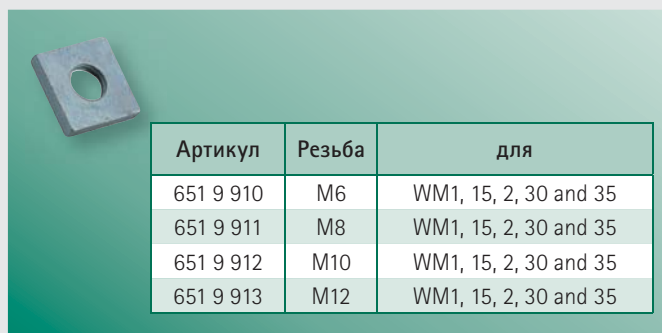 Артикул Резьба для
651 9 910 M6 WM1, 15, 2, 30 and 35
651 9 911 M8 WM1, 15, 2, 30 and 35
651 9 912 M10 WM1, 15, 2, 30 and 35
651 9 913 M12 WM1, 15, 2, 30 and 35